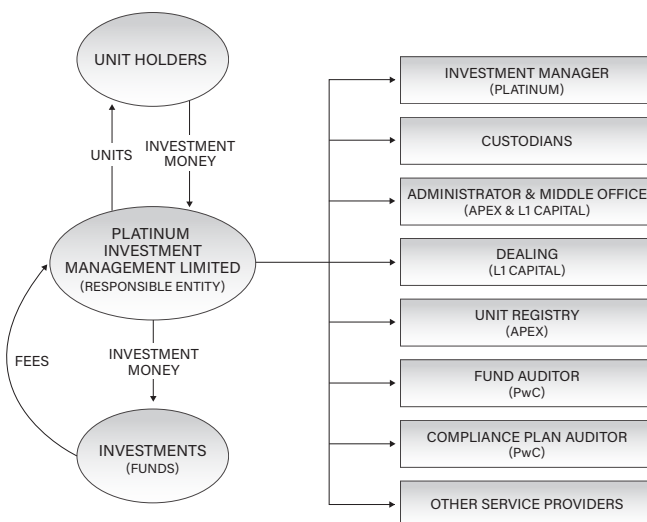 UNIT HOLDERS
UNITS
INVESTMENT
MONEY
PLATINUM
INVESTMENT
MANAGEMENT LIMITED
(RESPONSIBLE ENTITY)
FEES
INVESTMENT
MONEY
INVESTMENTS
(FUNDS)
INVESTMENT MANAGER
(PLATINUM)
CUSTODIANS
ADMINISTRATOR & MIDDLE OFFICE
(APEX & L1 CAPITAL)
DEALING
(L1 CAPITAL)
UNIT REGISTRY
(APEX)
FUND AUDITOR
(PwC)
COMPLIANCE PLAN AUDITOR
(PwC)
OTHER SERVICE PROVIDERS